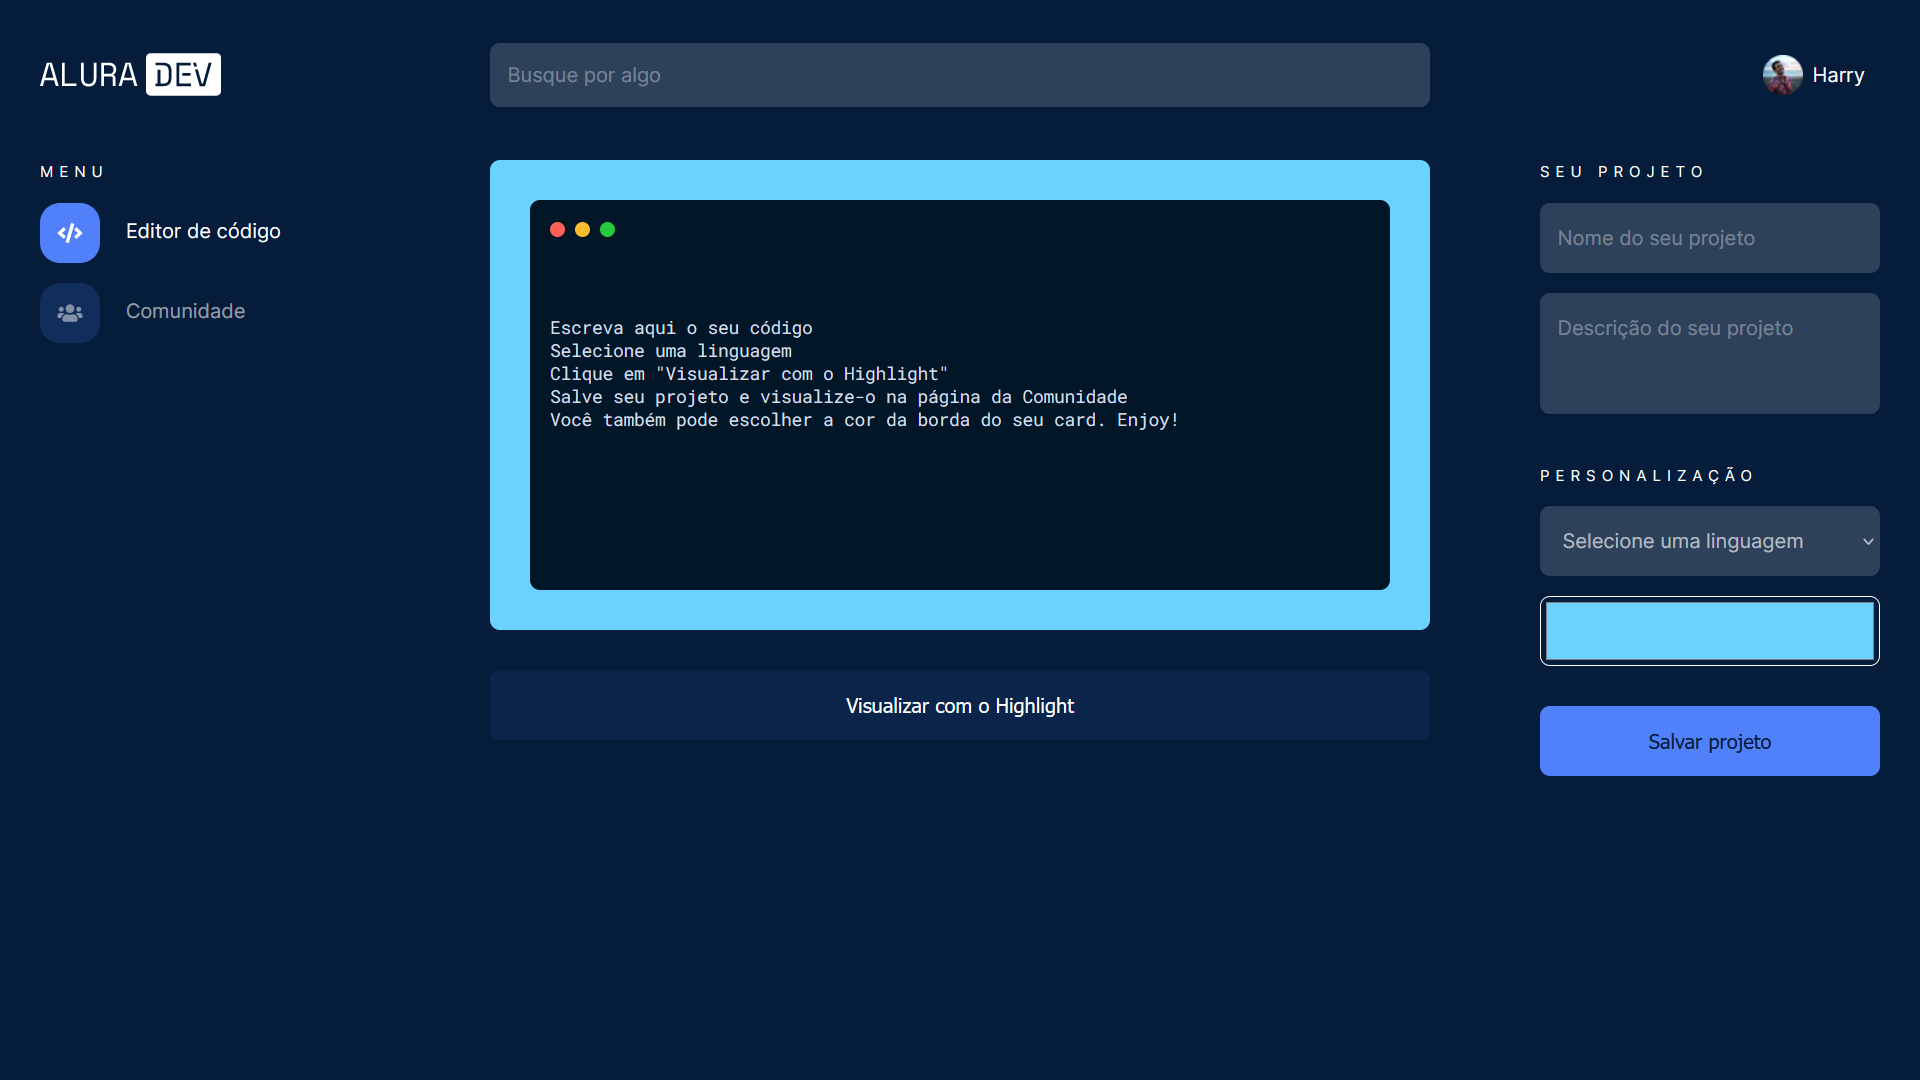 ALURA DEV
Busque por algo
Harry
MENU
Editor de código
Comunidade
Escreva aqui o seu código
Selecione uma linguagem
Clique em "Visualizar com o Highlight"
Salve seu projeto e visualize-o na página da Comunidade
Você também pode escolher a cor da borda do seu card. Enjoy!
Visualizar com o Highlight
SEU PROJETO
Nome do seu projeto
Descrição do seu projeto
PERSONALIZAÇÃO
Selecione uma linguagem
Salvar projeto